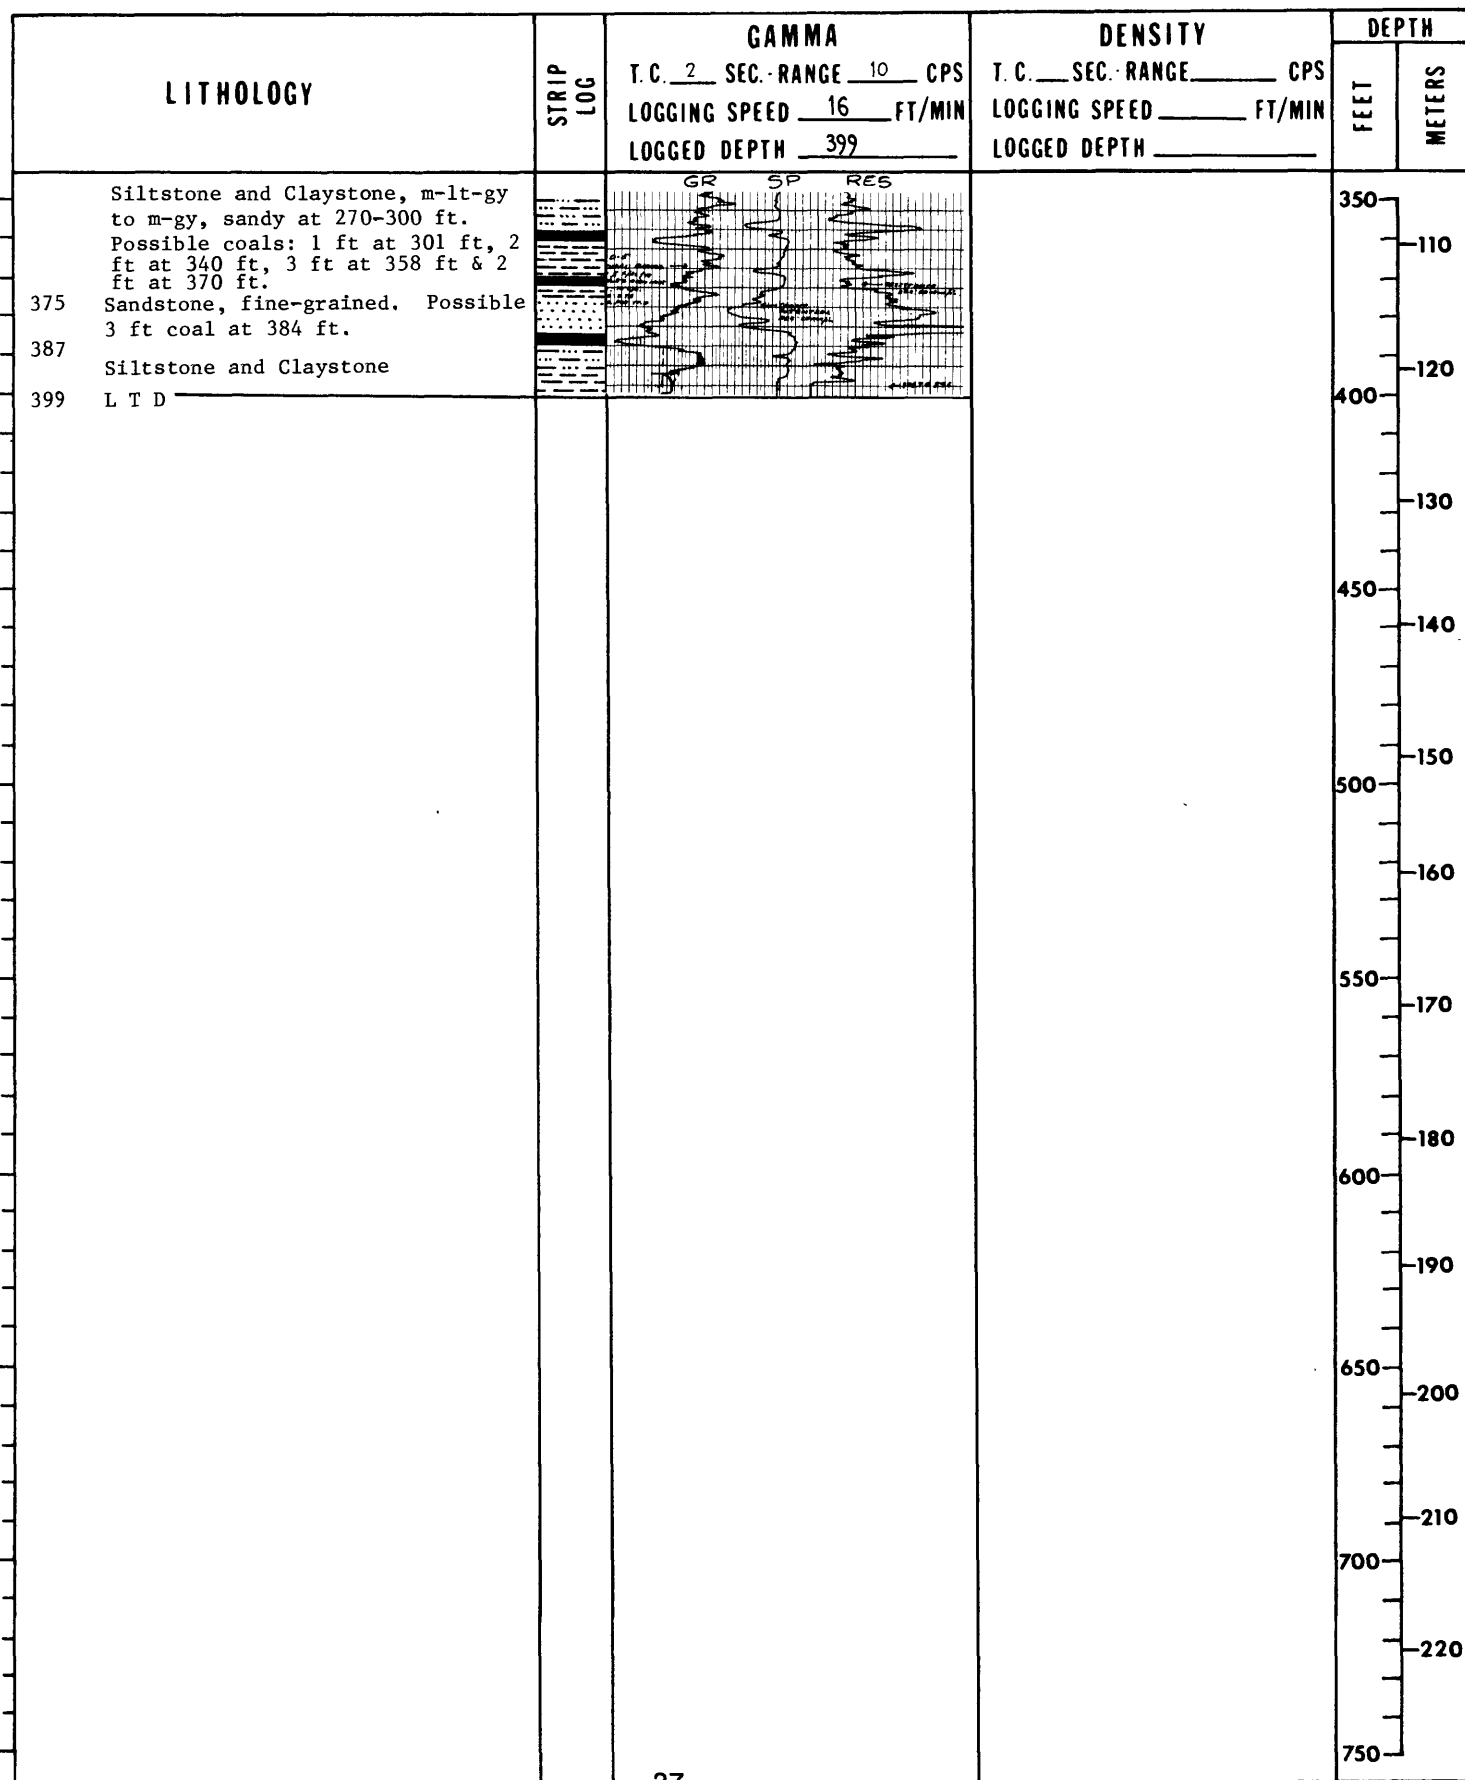 LITHOLOGY
STRIP LOG
GAMMA
T. C. 2 SEC. RANGE 10 CPS
LOGGING SPEED 16 FT/MIN
LOGGED DEPTH 399
DENSITY
T. C. SEC. RANGE CPS
LOGGING SPEED FT/MIN
LOGGED DEPTH
DEPTH
FEET
METERS
GR SP RES
Siltstone and Claystone, m-lt-gy
to m-gy, sandy at 270-300 ft.
Possible coals: 1 ft at 301 ft, 2
ft at 340 ft, 3 ft at 358 ft & 2
ft at 370 ft.
375 Sandstone, fine-grained. Possible
3 ft coal at 384 ft.
387
Siltstone and Claystone
399 L T D
350
110
120
400
130
450
140
150
500
160
550
170
180
600
190
650
200
210
700
220
750
27